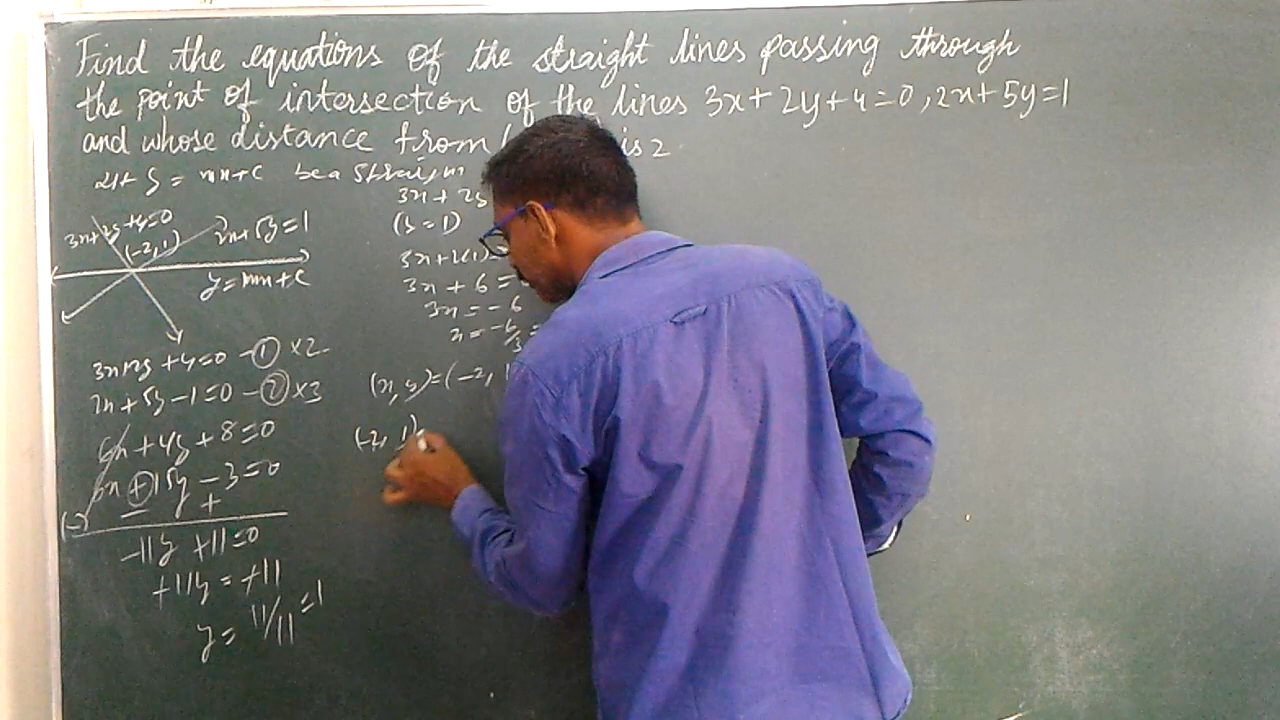 Find the equations of the straight lines passing through
the point of intersection of the lines 3x+2y+4=0, 2x+5y=1
and whose distance from ( is 2
y = mx+c be a
3x+2y+4=0
(-2,1) 2x+5y=1
y=mx+c
3x+2y+4=0 -① ×2
2x+5y-1=0 -② ×3
6x+4y+8=0
6x+15y-3=0
(-) - +
-11y+11=0
+11y=+11
y=11/11=1
3x+2y
(y=1)
3x+2(1)
3x+6=
3x=-6
x=-6/3=
(x,y)=(-2, 1
(-2, 1)